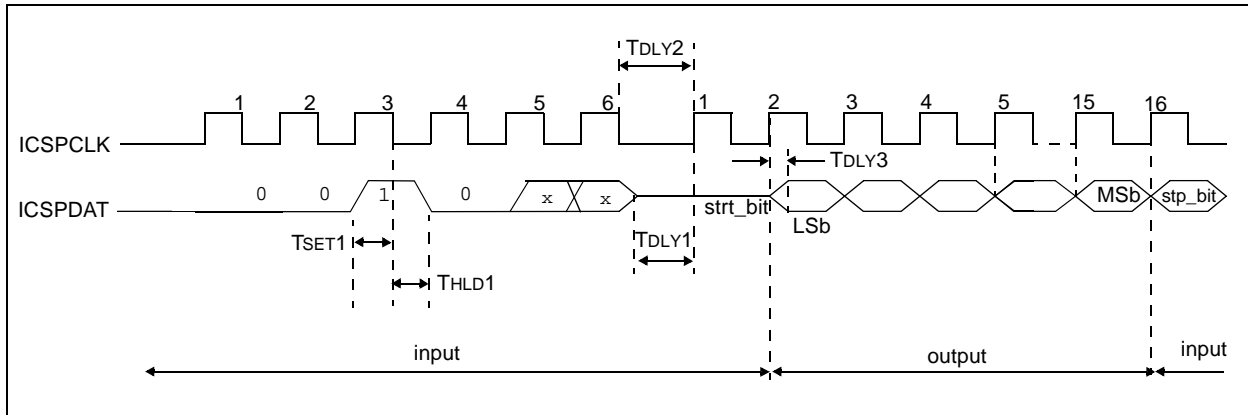 TDLY2
1 2 3 4 5 6 1 2 3 4 5 15 16
ICSPCLK
TDLY3
ICSPDAT
0 0 1 0 x x strt_bit LSb MSb stp_bit
TSET1
TDLY1
THLD1
input output input